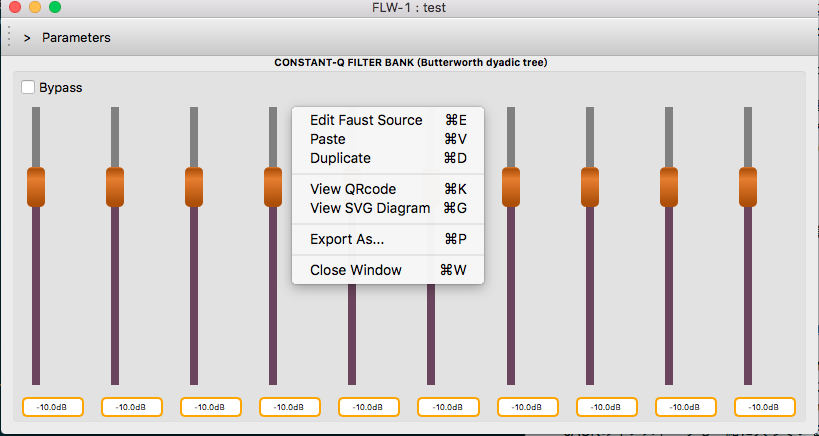 FLW-1 : test
> Parameters
CONSTANT-Q FILTER BANK (Butterworth dyadic tree)
Bypass
Edit Faust Source ⌘E
Paste ⌘V
Duplicate ⌘D
View QRcode ⌘K
View SVG Diagram ⌘G
Export As... ⌘P
Close Window ⌘W
-10.0dB -10.0dB -10.0dB -10.0dB -10.0dB -10.0dB -10.0dB -10.0dB -10.0dB -10.0dB